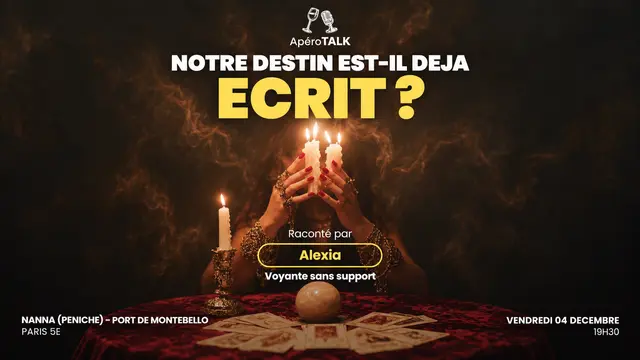 ApéroTALK
NOTRE DESTIN EST-IL DEJA
ECRIT ?
Raconté par
Alexia
Voyante sans support
NANNA (PENICHE) - PORT DE MONTEBELLO
PARIS 5E
VENDREDI 04 DECEMBRE
19H30